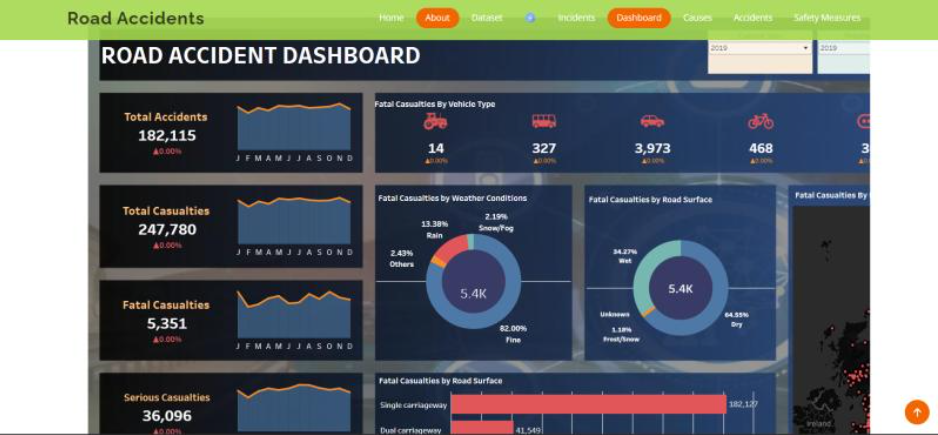 Road Accidents
Home About Dataset Incidents Dashboard Causes Accidents Safety Measures
ROAD ACCIDENT DASHBOARD
2019
2019
Total Accidents
182,115
▲0.00%
J F M A M J J A S O N D
Fatal Casualties By Vehicle Type
14
▲0.00%
327
▲0.00%
3,973
▲0.00%
468
▲0.00%
3
▲0.00%
Total Casualties
247,780
▲0.00%
J F M A M J J A S O N D
Fatal Casualties by Weather Conditions
2.19%
Snow/Fog
13.38%
Rain
2.43%
Others
5.4K
82.00%
Fine
Fatal Casualties by Road Surface
34.27%
Wet
5.4K
Unknown
1.18%
Frost/Snow
64.55%
Dry
Fatal Casualties By
Fatal Casualties
5,351
▲0.00%
J F M A M J J A S O N D
Serious Casualties
36,096
▲0.00%
Fatal Casualties by Road Surface
Single carriageway
182,127
Dual carriageway
41,549
Ireland